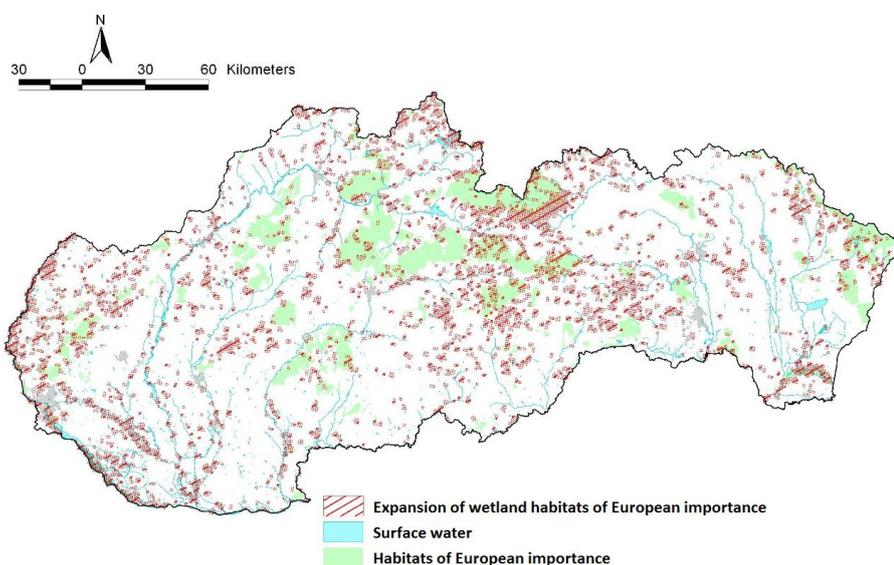 N
30 0 30 60 Kilometers
Expansion of wetland habitats of European importance
Surface water
Habitats of European importance